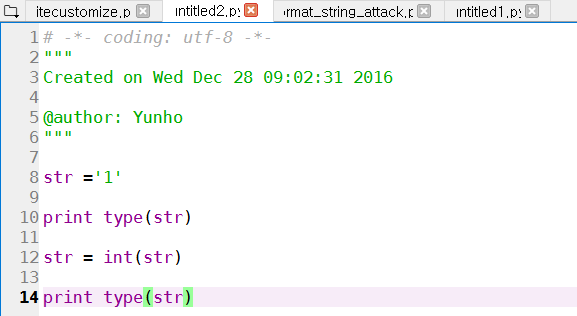 itecustomize.p
ntitled2.py
rmat_string_attack.p
ntitled1.py
1 # -*- coding: utf-8 -*-
2 """
3 Created on Wed Dec 28 09:02:31 2016
4
5 @author: Yunho
6 """
7
8 str ='1'
9
10 print type(str)
11
12 str = int(str)
13
14 print type(str)